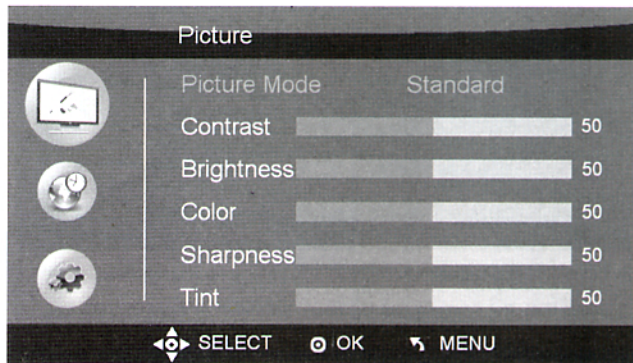 Picture
Picture Mode Standard
Contrast 50
Brightness 50
Color 50
Sharpness 50
Tint 50
SELECT OK MENU